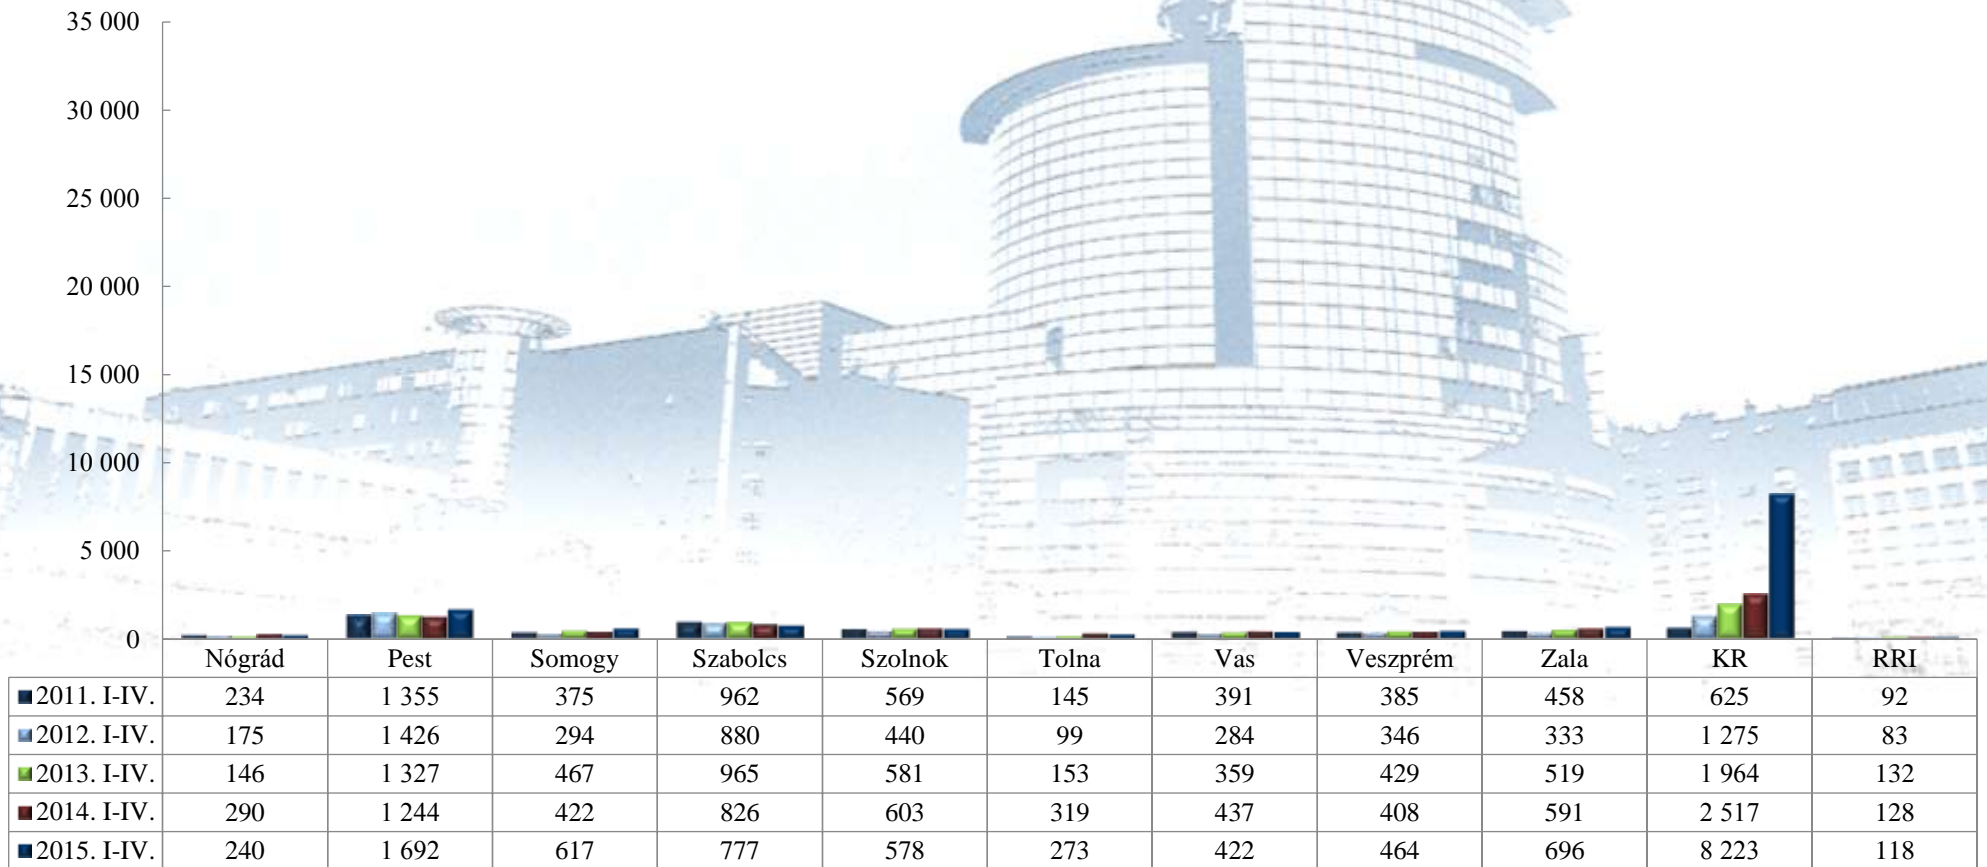 35 000
30 000
25 000
20 000
15 000
10 000
5 000
0
Nógrád Pest Somogy Szabolcs Szolnok Tolna Vas Veszprém Zala KR RRI
2011. I-IV. 234 1 355 375 962 569 145 391 385 458 625 92
2012. I-IV. 175 1 426 294 880 440 99 284 346 333 1 275 83
2013. I-IV. 146 1 327 467 965 581 153 359 429 519 1 964 132
2014. I-IV. 290 1 244 422 826 603 319 437 408 591 2 517 128
2015. I-IV. 240 1 692 617 777 578 273 422 464 696 8 223 118